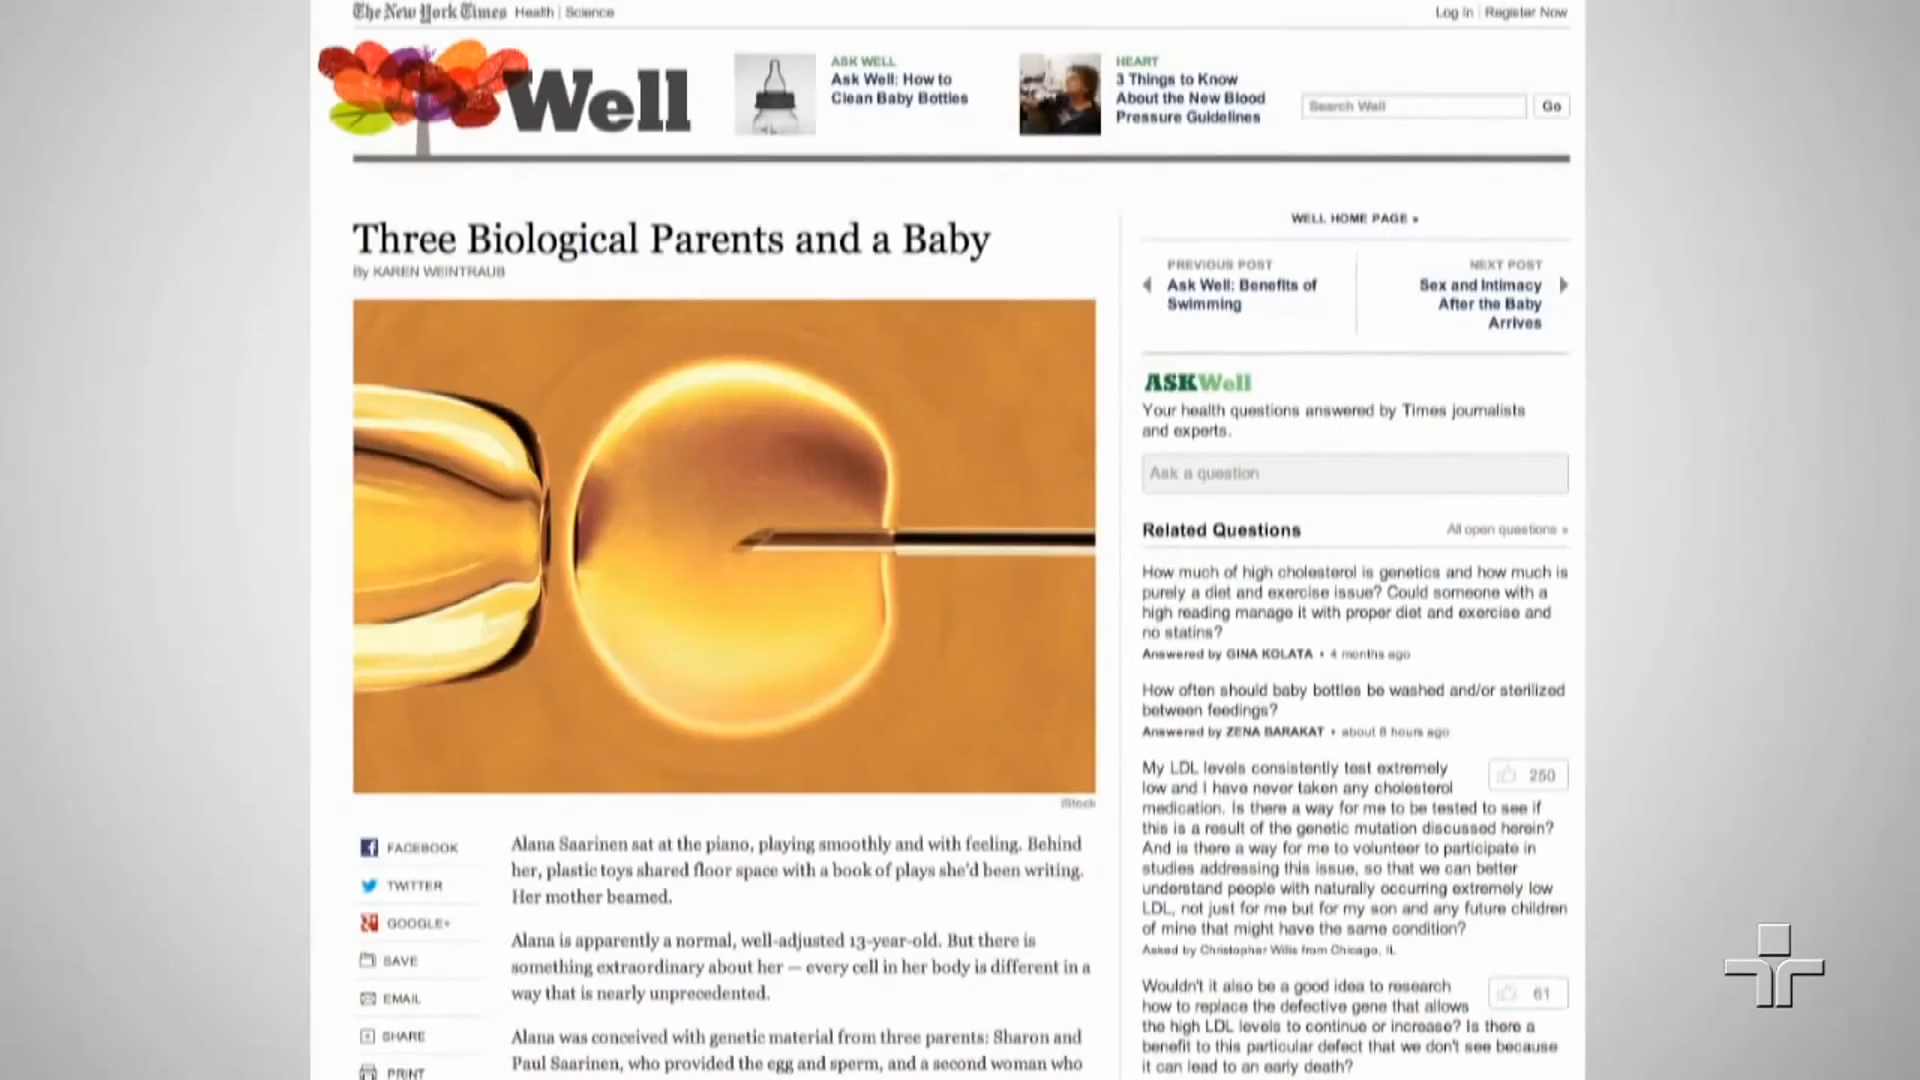 The New York Times Health | Science
Log In | Register Now
Well
ASK WELL
Ask Well: How to
Clean Baby Bottles
HEART
3 Things to Know
About the New Blood
Pressure Guidelines
Search Well
Go
Three Biological Parents and a Baby
By KAREN WEINTRAUB
iStock
FACEBOOK
TWITTER
GOOGLE+
SAVE
EMAIL
SHARE
PRINT
Alana Saarinen sat at the piano, playing smoothly and with feeling. Behind
her, plastic toys shared floor space with a book of plays she'd been writing.
Her mother beamed.
Alana is apparently a normal, well-adjusted 13-year-old. But there is
something extraordinary about her — every cell in her body is different in a
way that is nearly unprecedented.
Alana was conceived with genetic material from three parents: Sharon and
Paul Saarinen, who provided the egg and sperm, and a second woman who
WELL HOME PAGE »
PREVIOUS POST
Ask Well: Benefits of
Swimming
NEXT POST
Sex and Intimacy
After the Baby
Arrives
ASKWell
Your health questions answered by Times journalists
and experts.
Ask a question
Related Questions
All open questions »
How much of high cholesterol is genetics and how much is
purely a diet and exercise issue? Could someone with a
high reading manage it with proper diet and exercise and
no statins?
Answered by GINA KOLATA • 4 months ago
How often should baby bottles be washed and/or sterilized
between feedings?
Answered by ZENA BARAKAT • about 8 hours ago
My LDL levels consistently test extremely
low and I have never taken any cholesterol
medication. Is there a way for me to be tested to see if
this is a result of the genetic mutation discussed herein?
And is there a way for me to volunteer to participate in
studies addressing this issue, so that we can better
understand people with naturally occurring extremely low
LDL, not just for me but for my son and any future children
of mine that might have the same condition?
250
Asked by Christopher Wills from Chicago, IL
Wouldn't it also be a good idea to research
how to replace the defective gene that allows
the high LDL levels to continue or increase? Is there a
benefit to this particular defect that we don't see because
it can lead to an early death?
61